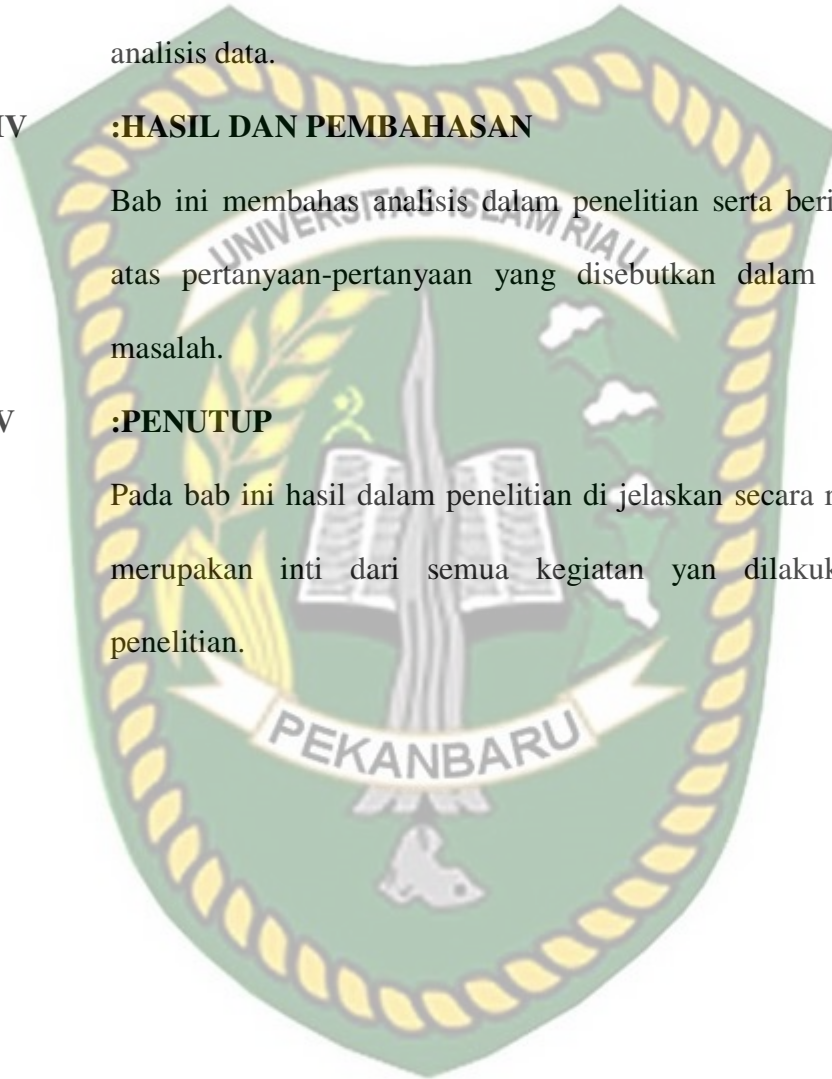 analisis data.
IV :HASIL DAN PEMBAHASAN
Bab ini membahas analisis dalam penelitian serta beri
UNIVERSITAS ISLAM RIAU
atas pertanyaan-pertanyaan yang disebutkan dalam
masalah.
V :PENUTUP
Pada bab ini hasil dalam penelitian di jelaskan secara
merupakan inti dari semua kegiatan yan dilakuk
penelitian.
PEKANBARU